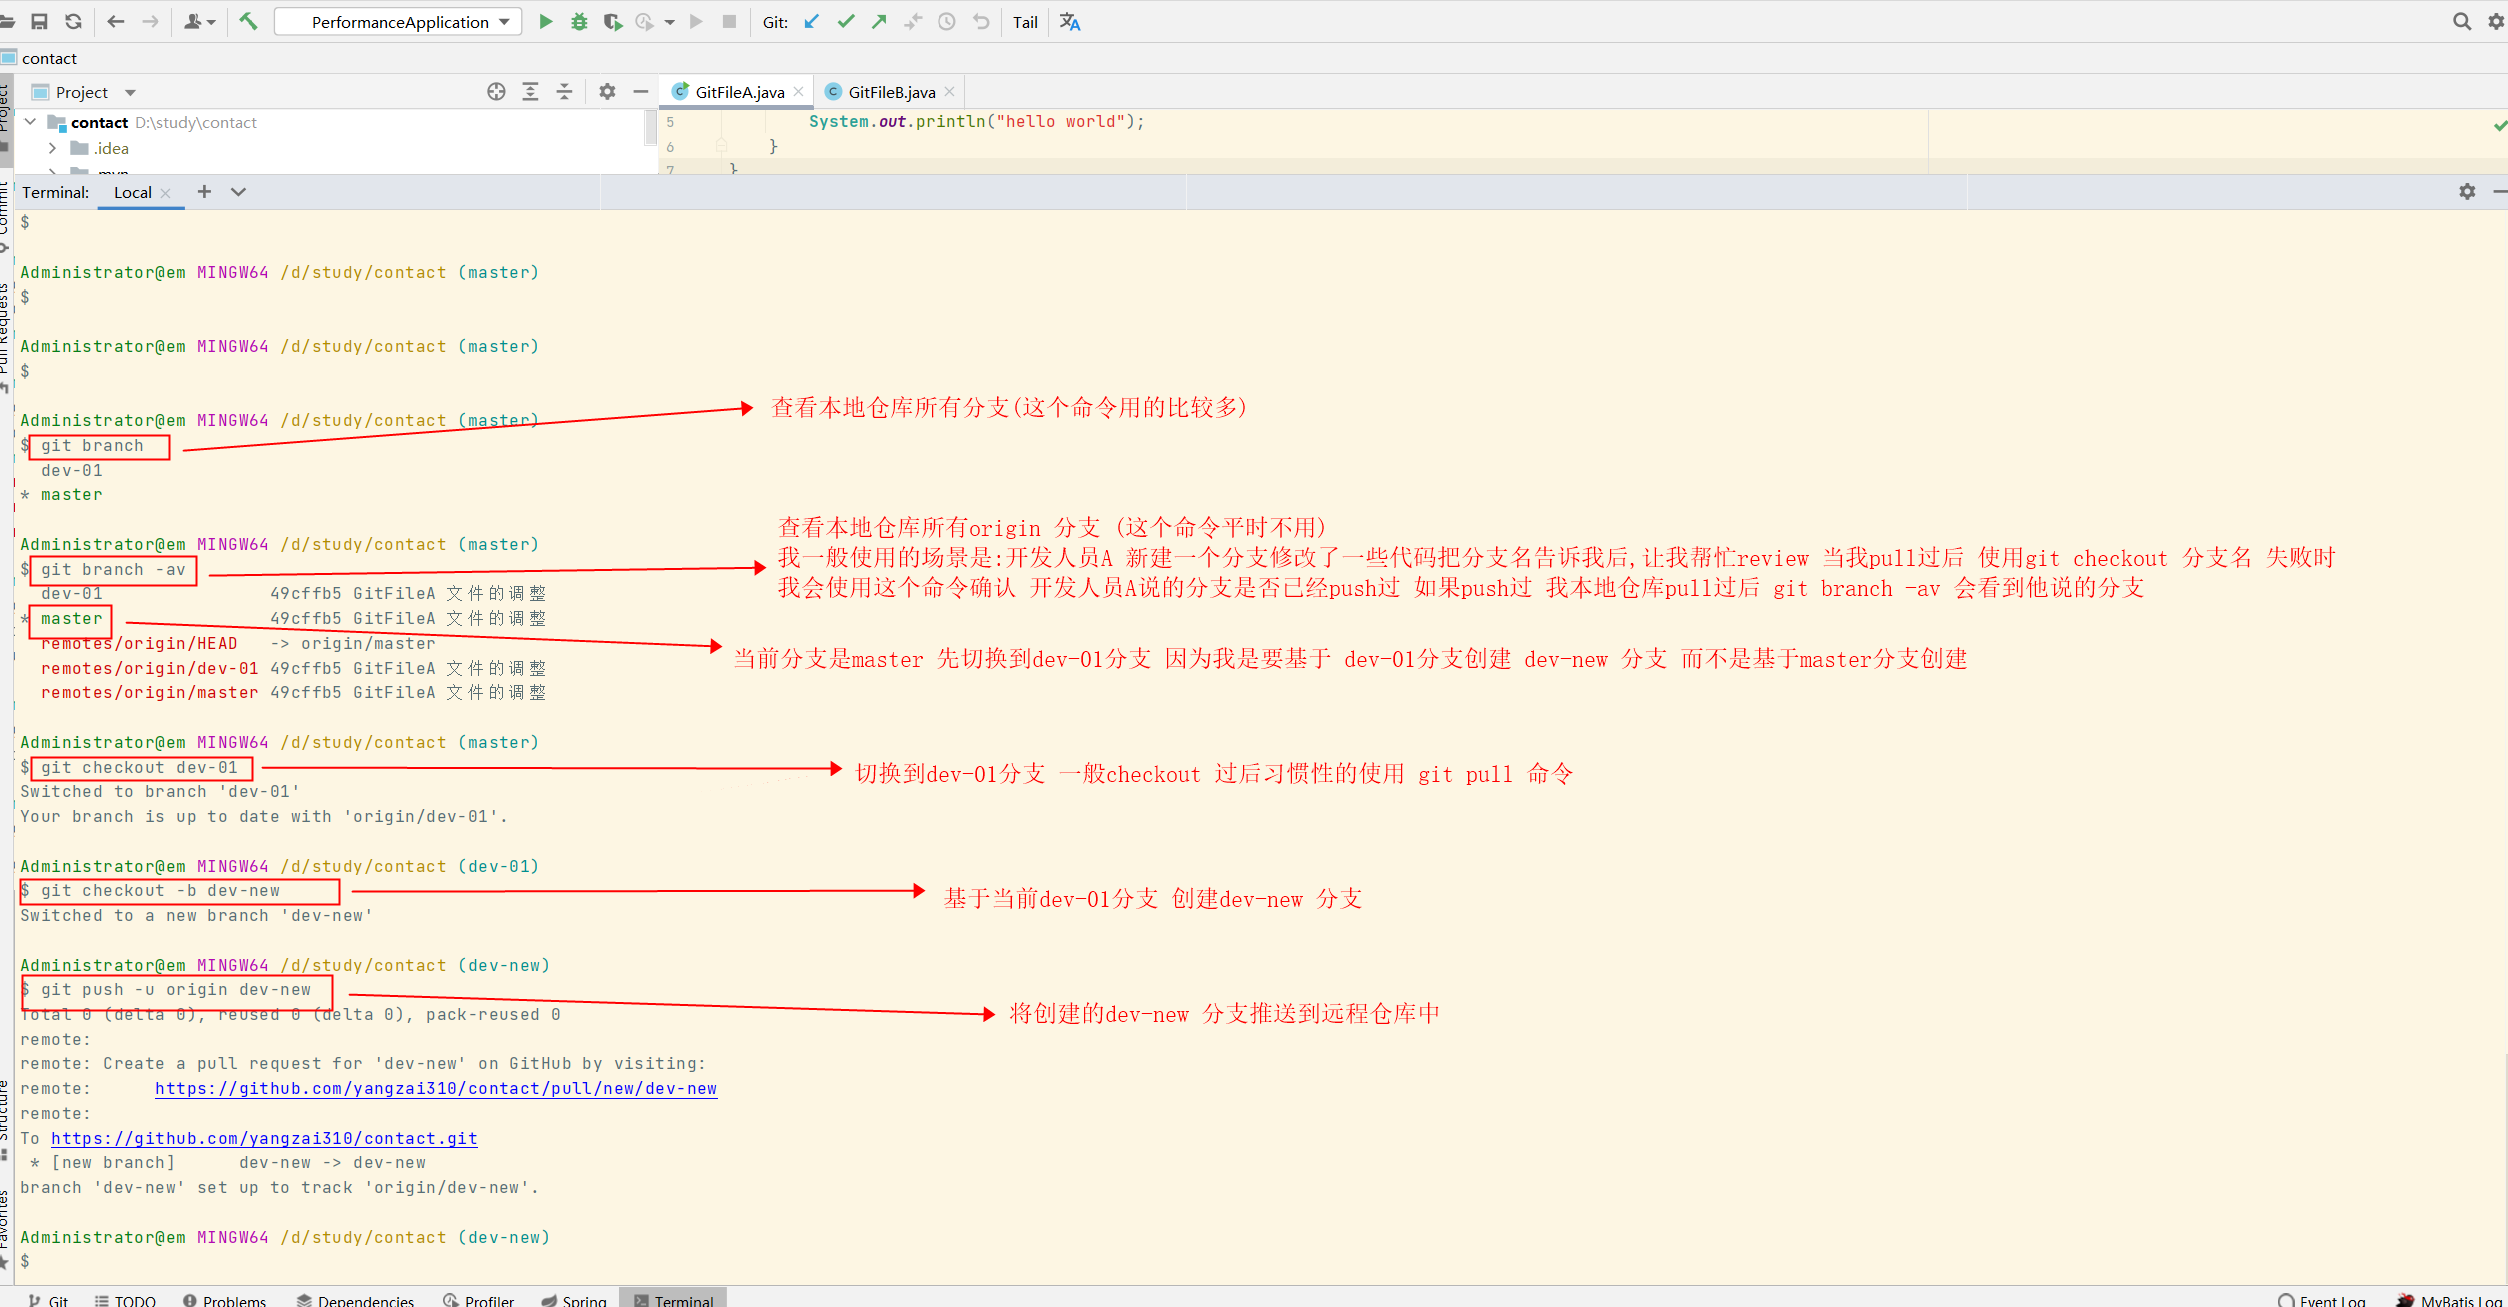 PerformanceApplication
Git:
Tail
contact
Project
Project
GitFileA.java
GitFileB.java
contact D:\study\contact
.idea
5 System.out.println("hello world");
6 }
7 }
Terminal: Local
Commit
Pull Requests
$
Administrator@em MINGW64 /d/study/contact (master)
$
Administrator@em MINGW64 /d/study/contact (master)
$
查看本地仓库所有分支(这个命令用的比较多)
Administrator@em MINGW64 /d/study/contact (master)
$ git branch
dev-01
* master
查看本地仓库所有origin 分支 (这个命令平时不用)
我一般使用的场景是:开发人员A 新建一个分支修改了一些代码把分支名告诉我后,让我帮忙review 当我pull过后 使用git checkout 分支名 失败时
我会使用这个命令确认 开发人员A说的分支是否已经push过 如果push过 我本地仓库pull过后 git branch -av 会看到他说的分支
Administrator@em MINGW64 /d/study/contact (master)
$ git branch -av
dev-01 49cffb5 GitFileA 文件的调整
* master 49cffb5 GitFileA 文件的调整
remotes/origin/HEAD -> origin/master
remotes/origin/dev-01 49cffb5 GitFileA 文件的调整
remotes/origin/master 49cffb5 GitFileA 文件的调整
当前分支是master 先切换到dev-01分支 因为我是要基于 dev-01分支创建 dev-new 分支 而不是基于master分支创建
Administrator@em MINGW64 /d/study/contact (master)
$ git checkout dev-01
切换到dev-01分支 一般checkout 过后习惯性的使用 git pull 命令
Switched to branch 'dev-01'
Your branch is up to date with 'origin/dev-01'.
Administrator@em MINGW64 /d/study/contact (dev-01)
$ git checkout -b dev-new
基于当前dev-01分支 创建dev-new 分支
Switched to a new branch 'dev-new'
Administrator@em MINGW64 /d/study/contact (dev-new)
$ git push -u origin dev-new
将创建的dev-new 分支推送到远程仓库中
Total 0 (delta 0), reused 0 (delta 0), pack-reused 0
remote:
remote: Create a pull request for 'dev-new' on GitHub by visiting:
remote: https://github.com/yangzai310/contact/pull/new/dev-new
remote:
To https://github.com/yangzai310/contact.git
* [new branch] dev-new -> dev-new
branch 'dev-new' set up to track 'origin/dev-new'.
Administrator@em MINGW64 /d/study/contact (dev-new)
$
Structure
Favorites
Git
TODO
Problems
Dependencies
Profiler
Spring
Terminal
Event Log
MyBatis Log